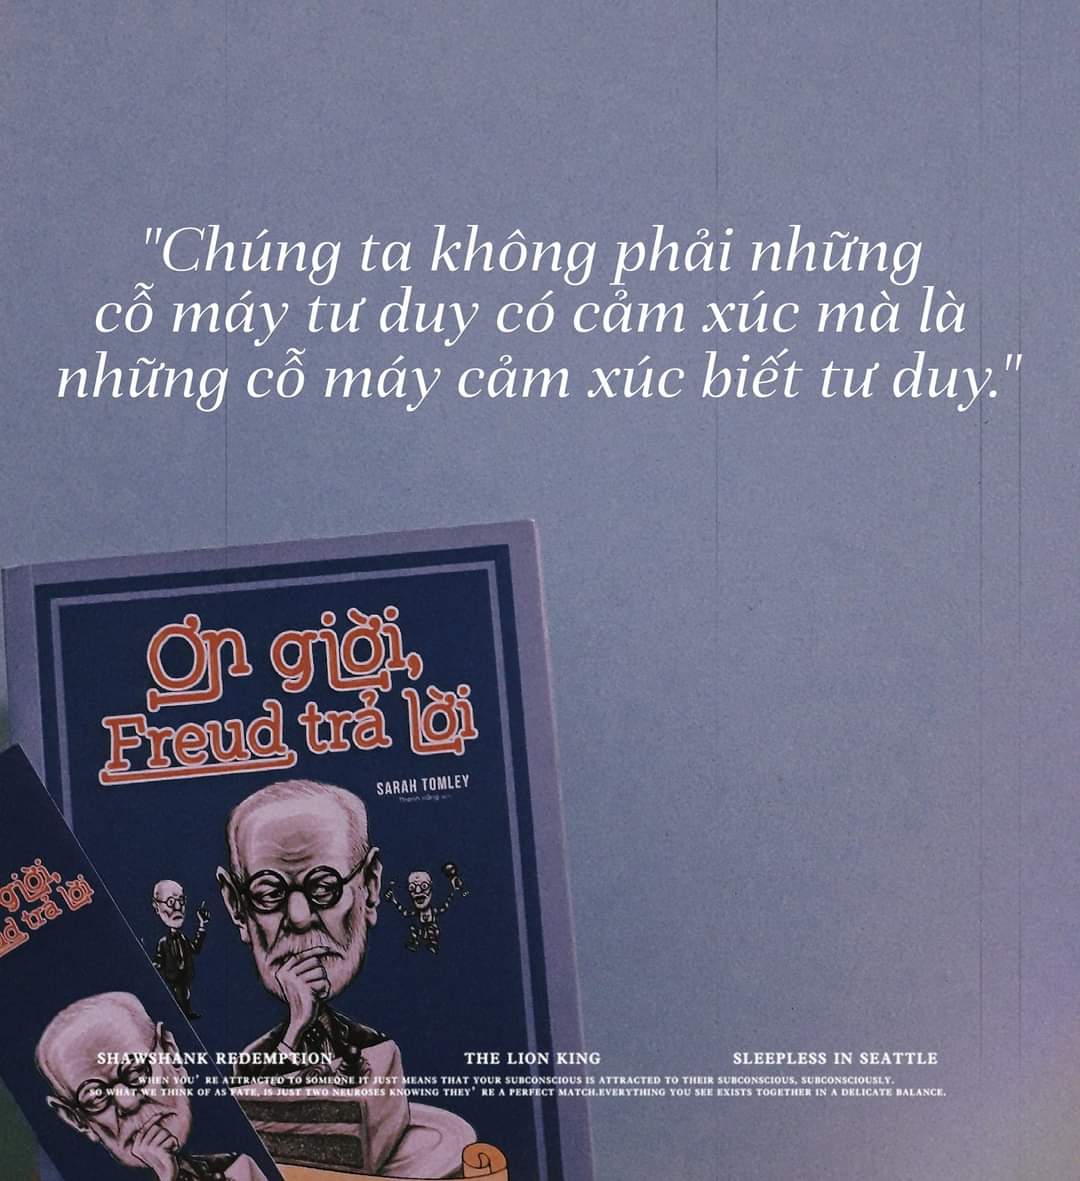 "Chúng ta không phải những
cỗ máy tư duy có cảm xúc mà là
những cỗ máy cảm xúc biết tư duy."
Ơn giời,
Freud trả lời
SARAH TOMLEY
giời,
trả lời
SHAWSHANK REDEMPTION THE LION KING SLEEPLESS IN SEATTLE
WHEN YOU' RE ATTRACTED TO SOMEONE IT JUST MEANS THAT YOUR SUBCONSCIOUS IS ATTRACTED TO THEIR SUBCONSCIOUS, SUBCONSCIOUSLY.
SO WHAT WE THINK OF AS FATE, IS JUST TWO NEUROSES KNOWING THEY' RE A PERFECT MATCH.EVERYTHING YOU SEE EXISTS TOGETHER IN A DELICATE BALANCE.